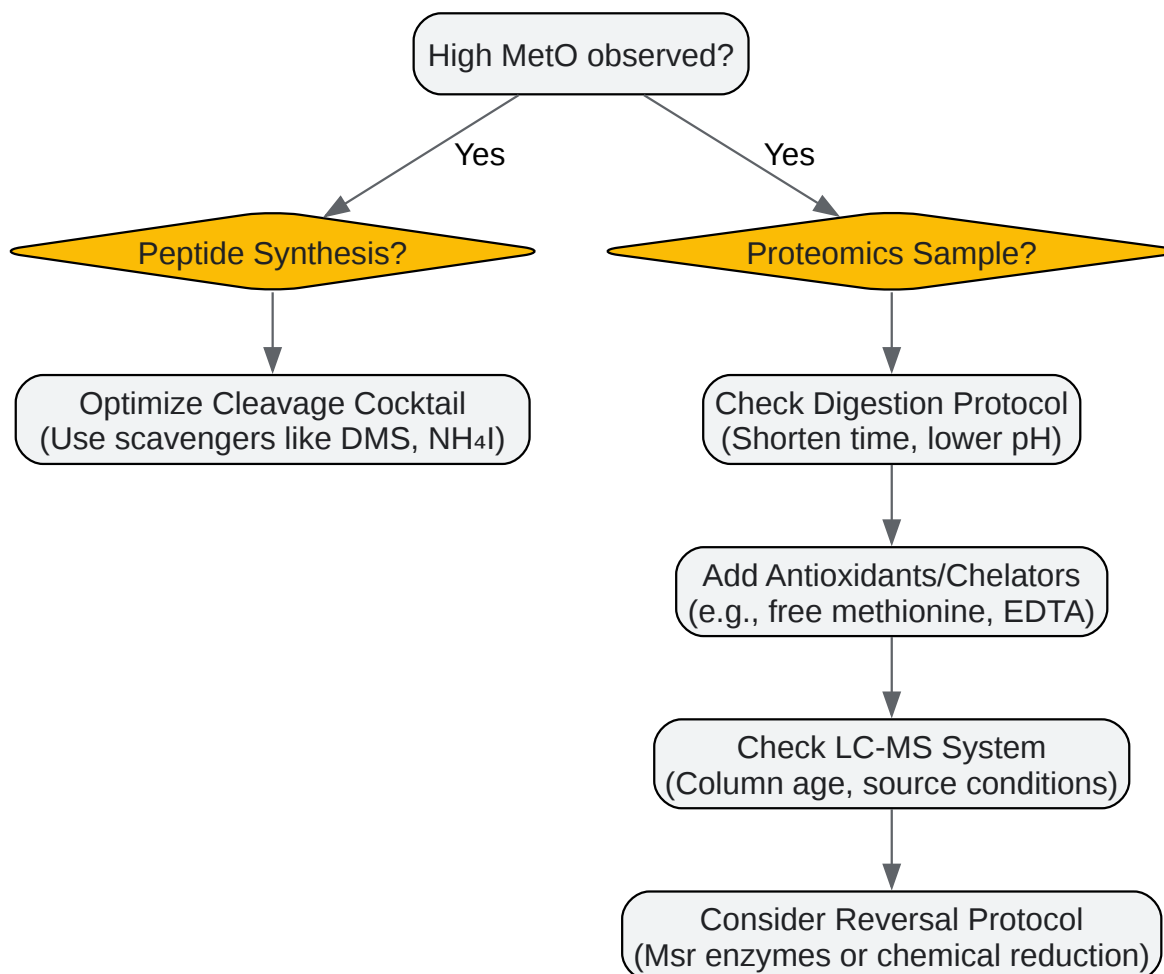 High MetO observed?
Yes
Yes
Peptide Synthesis?
Proteomics Sample?
Optimize Cleavage Cocktail
(Use scavengers like DMS, NH₄I)
Check Digestion Protocol
(Shorten time, lower pH)
Add Antioxidants/Chelators
(e.g., free methionine, EDTA)
Check LC-MS System
(Column age, source conditions)
Consider Reversal Protocol
(Msr enzymes or chemical reduction)